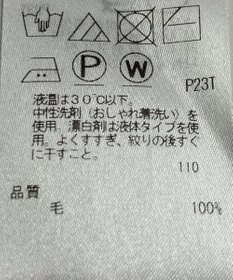 P W
P23T
液温は30℃以下。
中性洗剤（おしゃれ着洗い）を
使用。漂白剤は液体タイプを使
用。よくすすぎ、絞りの後すぐ
に干すこと。
110
品質
毛 100%